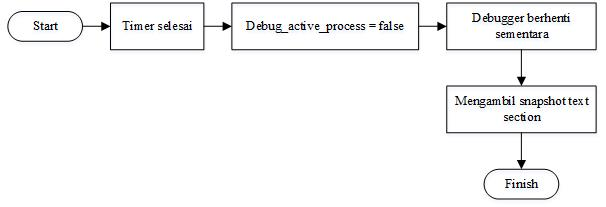 Start
Timer selesai
Debug_active_process = false
Debugger berhenti
sementara
Mengambil snapshot text
section
Finish